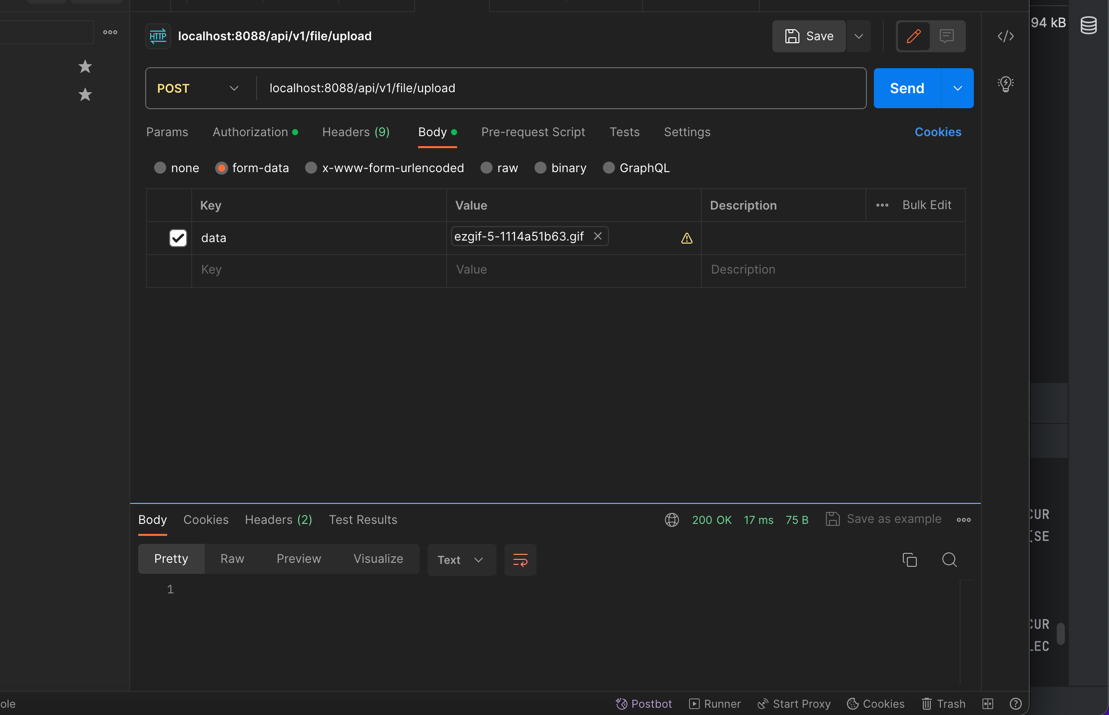 94 kB
HTTP localhost:8088/api/v1/file/upload
Save
POST localhost:8088/api/v1/file/upload
Send
Params Authorization Headers (9) Body Pre-request Script Tests Settings Cookies
none form-data x-www-form-urlencoded raw binary GraphQL
Key Value Description ••• Bulk Edit
data ezgif-5-1114a51b63.gif
Key Value Description
CUR
[SE
Body Cookies Headers (2) Test Results 200 OK 17 ms 75 B Save as example
Pretty Raw Preview Visualize Text
1
CUR
LEC
ole Postbot Runner Start Proxy Cookies Trash